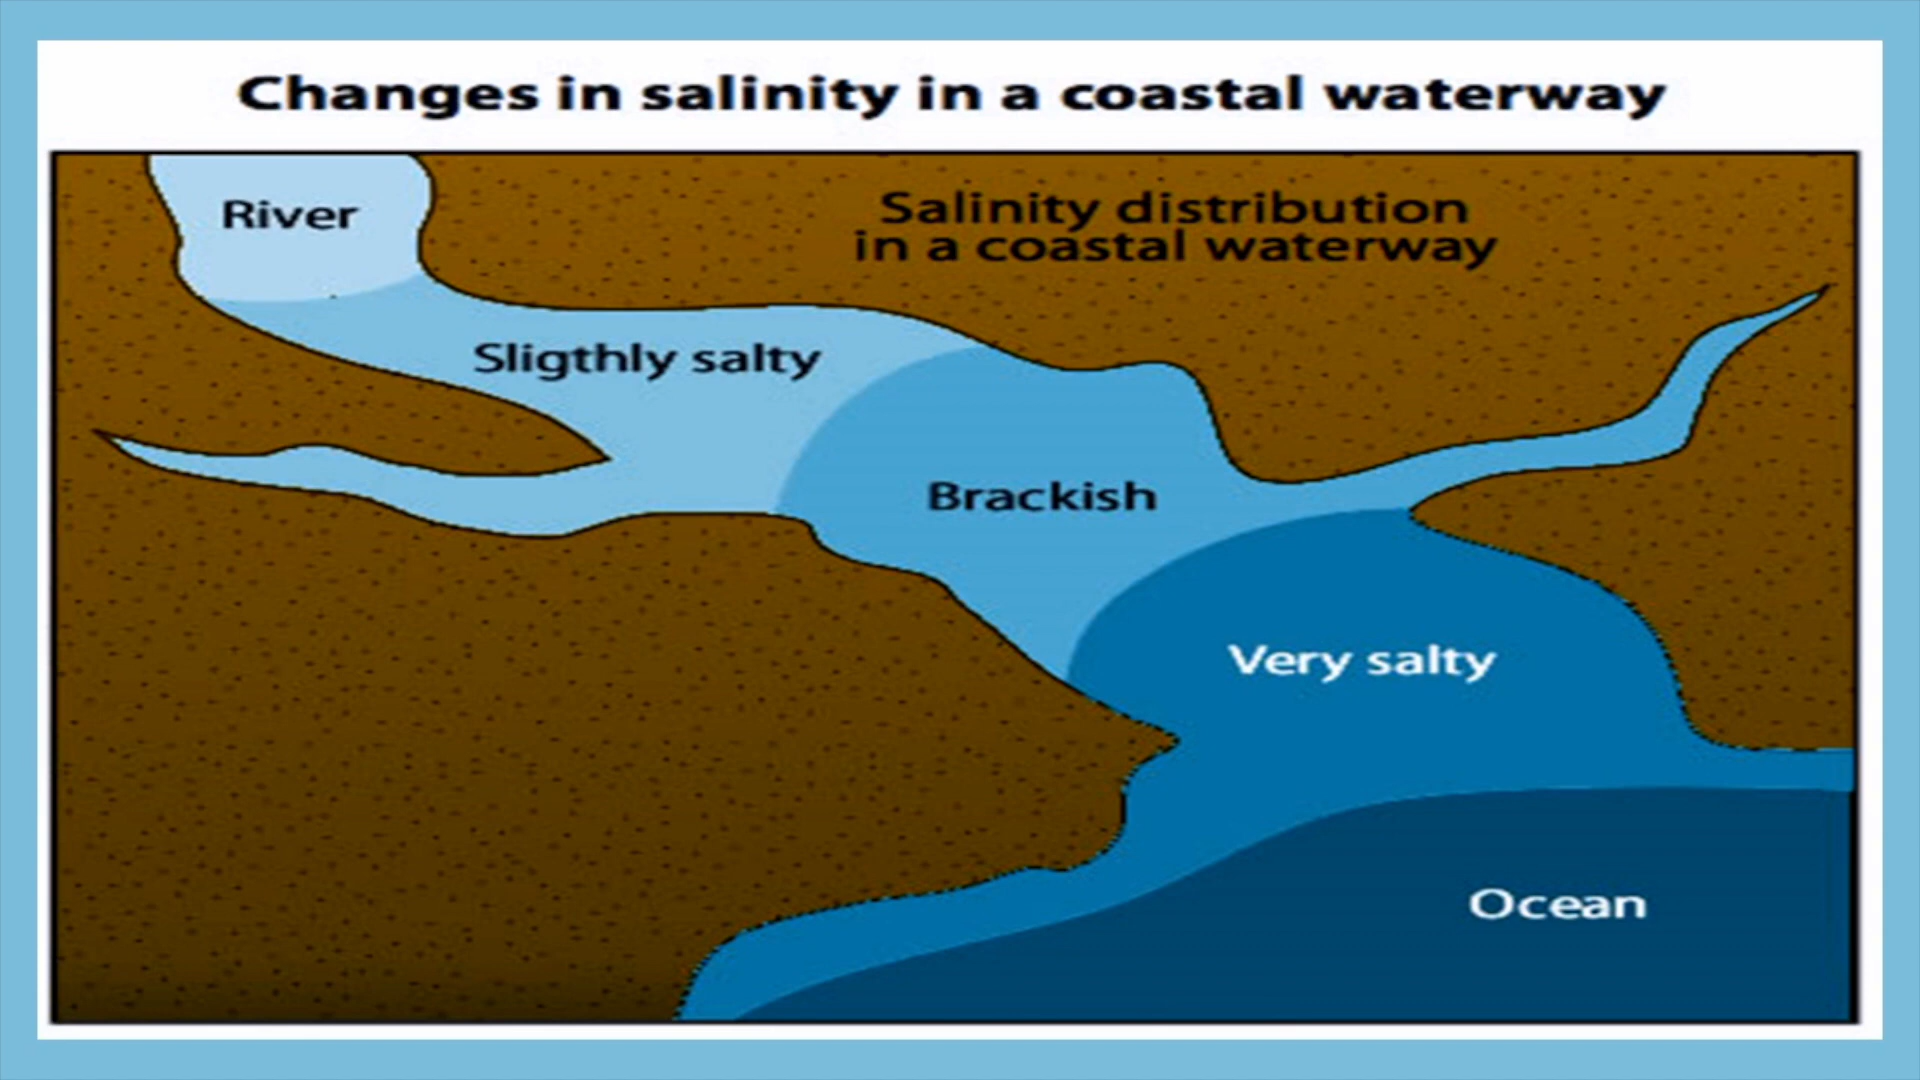 Changes in salinity in a coastal waterway
River
Salinity distribution
in a coastal waterway
Sligthly salty
Brackish
Very salty
Ocean